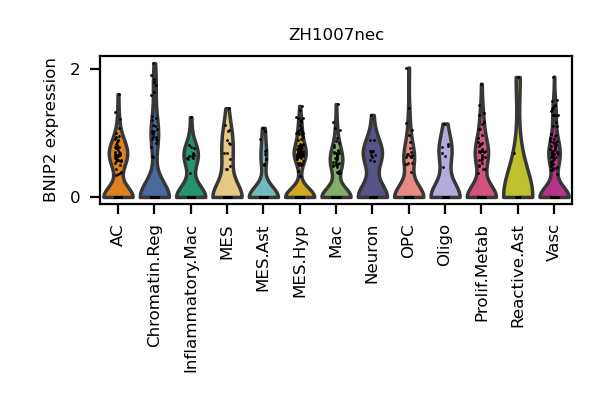 ZH1007nec
BNIP2 expression
2
0
AC
Chromatin.Reg
Inflammatory.Mac
MES
MES.Ast
MES.Hyp
Mac
Neuron
OPC
Oligo
Prolif.Metab
Reactive.Ast
Vasc